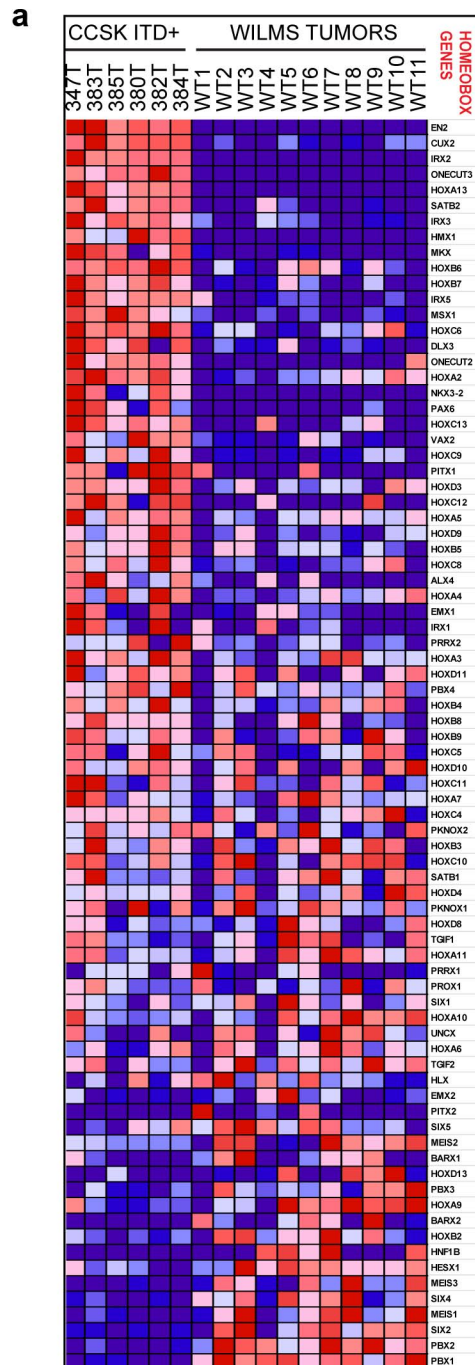 a
CCSK ITD+ WILMS TUMORS HOMEOBOX GENES
347T 383T 385T 380T 382T 384T WT1 WT2 WT3 WT4 WT5 WT6 WT7 WT8 WT9 WT10 WT11
EN2
CUX2
IRX2
ONECUT3
HOXA13
SATB2
IRX3
HMX1
MKX
HOXB6
HOXB7
IRX5
MSX1
HOXC6
DLX3
ONECUT2
HOXA2
NKX3-2
PAX6
HOXC13
VAX2
HOXC9
PITX1
HOXD3
HOXC12
HOXA5
HOXD9
HOXB5
HOXC8
ALX4
HOXA4
EMX1
IRX1
PRRX2
HOXA3
HOXD11
PBX4
HOXB4
HOXB8
HOXB9
HOXC5
HOXD10
HOXC11
HOXA7
HOXC4
PKNOX2
HOXB3
HOXC10
SATB1
HOXD4
PKNOX1
HOXD8
TGIF1
HOXA11
PRRX1
PROX1
SIX1
HOXA10
UNCX
HOXA6
TGIF2
HLX
EMX2
PITX2
SIX5
MEIS2
BARX1
HOXD13
PBX3
HOXA9
BARX2
HOXB2
HNF1B
HESX1
MEIS3
SIX4
MEIS1
SIX2
PBX2
PBX1